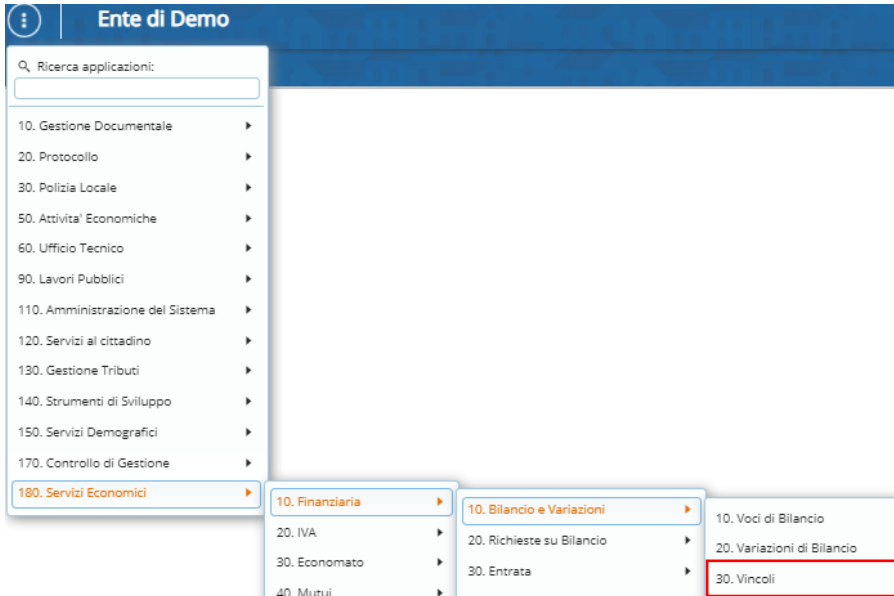 Ente di Demo
Ricerca applicazioni:
10. Gestione Documentale
20. Protocollo
30. Polizia Locale
50. Attivita' Economiche
60. Ufficio Tecnico
90. Lavori Pubblici
110. Amministrazione del Sistema
120. Servizi al cittadino
130. Gestione Tributi
140. Strumenti di Sviluppo
150. Servizi Demografici
170. Controllo di Gestione
180. Servizi Economici
10. Finanziaria
20. IVA
30. Economato
40. Mutui
10. Bilancio e Variazioni
20. Richieste su Bilancio
30. Entrata
10. Voci di Bilancio
20. Variazioni di Bilancio
30. Vincoli